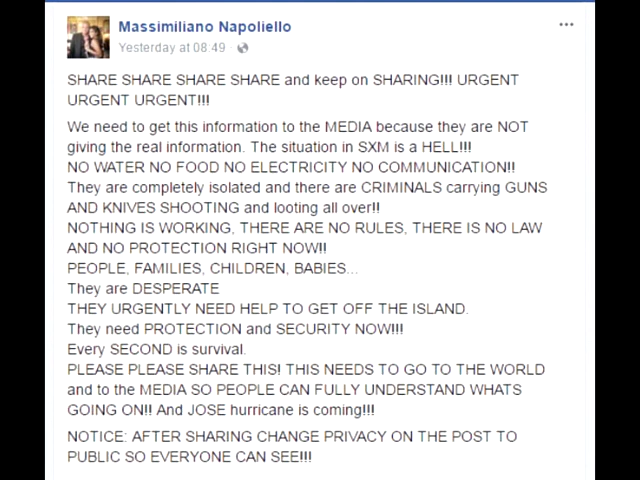 Massimiliano Napoliello
Yesterday at 08:49 ·
SHARE SHARE SHARE SHARE and keep on SHARING!!! URGENT
URGENT URGENT!!!
We need to get this information to the MEDIA because they are NOT
giving the real information. The situation in SXM is a HELL!!!
NO WATER NO FOOD NO ELECTRICITY NO COMMUNICATION!!
They are completely isolated and there are CRIMINALS carrying GUNS
AND KNIVES SHOOTING and looting all over!!
NOTHING IS WORKING, THERE ARE NO RULES, THERE IS NO LAW
AND NO PROTECTION RIGHT NOW!!
PEOPLE, FAMILIES, CHILDREN, BABIES...
They are DESPERATE
THEY URGENTLY NEED HELP TO GET OFF THE ISLAND.
They need PROTECTION and SECURITY NOW!!!
Every SECOND is survival.
PLEASE PLEASE SHARE THIS! THIS NEEDS TO GO TO THE WORLD
and to the MEDIA SO PEOPLE CAN FULLY UNDERSTAND WHATS
GOING ON!! And JOSE hurricane is coming!!!
NOTICE: AFTER SHARING CHANGE PRIVACY ON THE POST TO
PUBLIC SO EVERYONE CAN SEE!!!